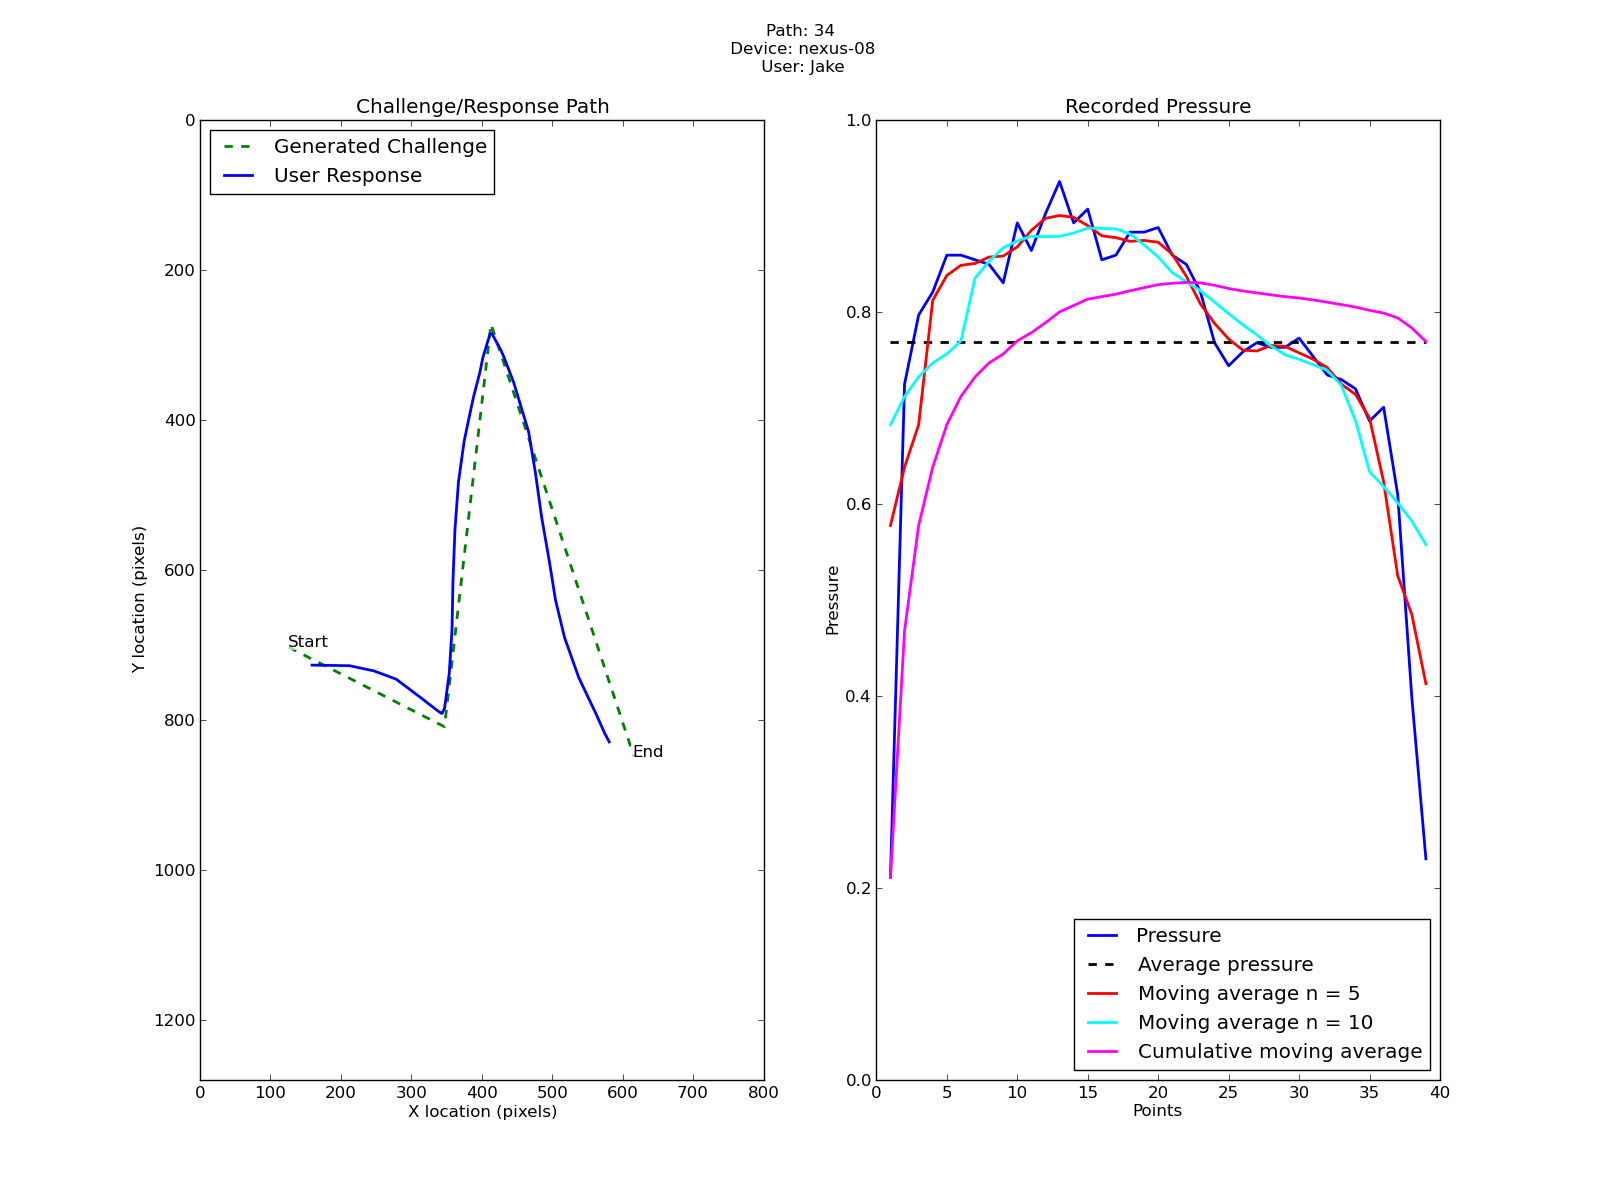 Path: 34
Device: nexus-08
User: Jake
Challenge/Response Path
Generated Challenge
User Response
Start
End
0
200
400
600
800
1000
1200
Y location (pixels)
0 100 200 300 400 500 600 700 800
X location (pixels)
Recorded Pressure
1.0
0.8
0.6
0.4
0.2
0.0
Pressure
Pressure
Average pressure
Moving average n = 5
Moving average n = 10
Cumulative moving average
0 5 10 15 20 25 30 35 40
Points